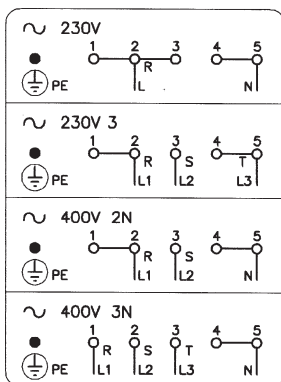 ∿ 230V
1 2 3 4 5
R
PE L N
∿ 230V 3
1 2 3 4 5
R S T
PE L1 L2 L3
∿ 400V 2N
1 2 3 4 5
R S
PE L1 L2 N
∿ 400V 3N
1 2 3 4 5
R S T
PE L1 L2 L3 N